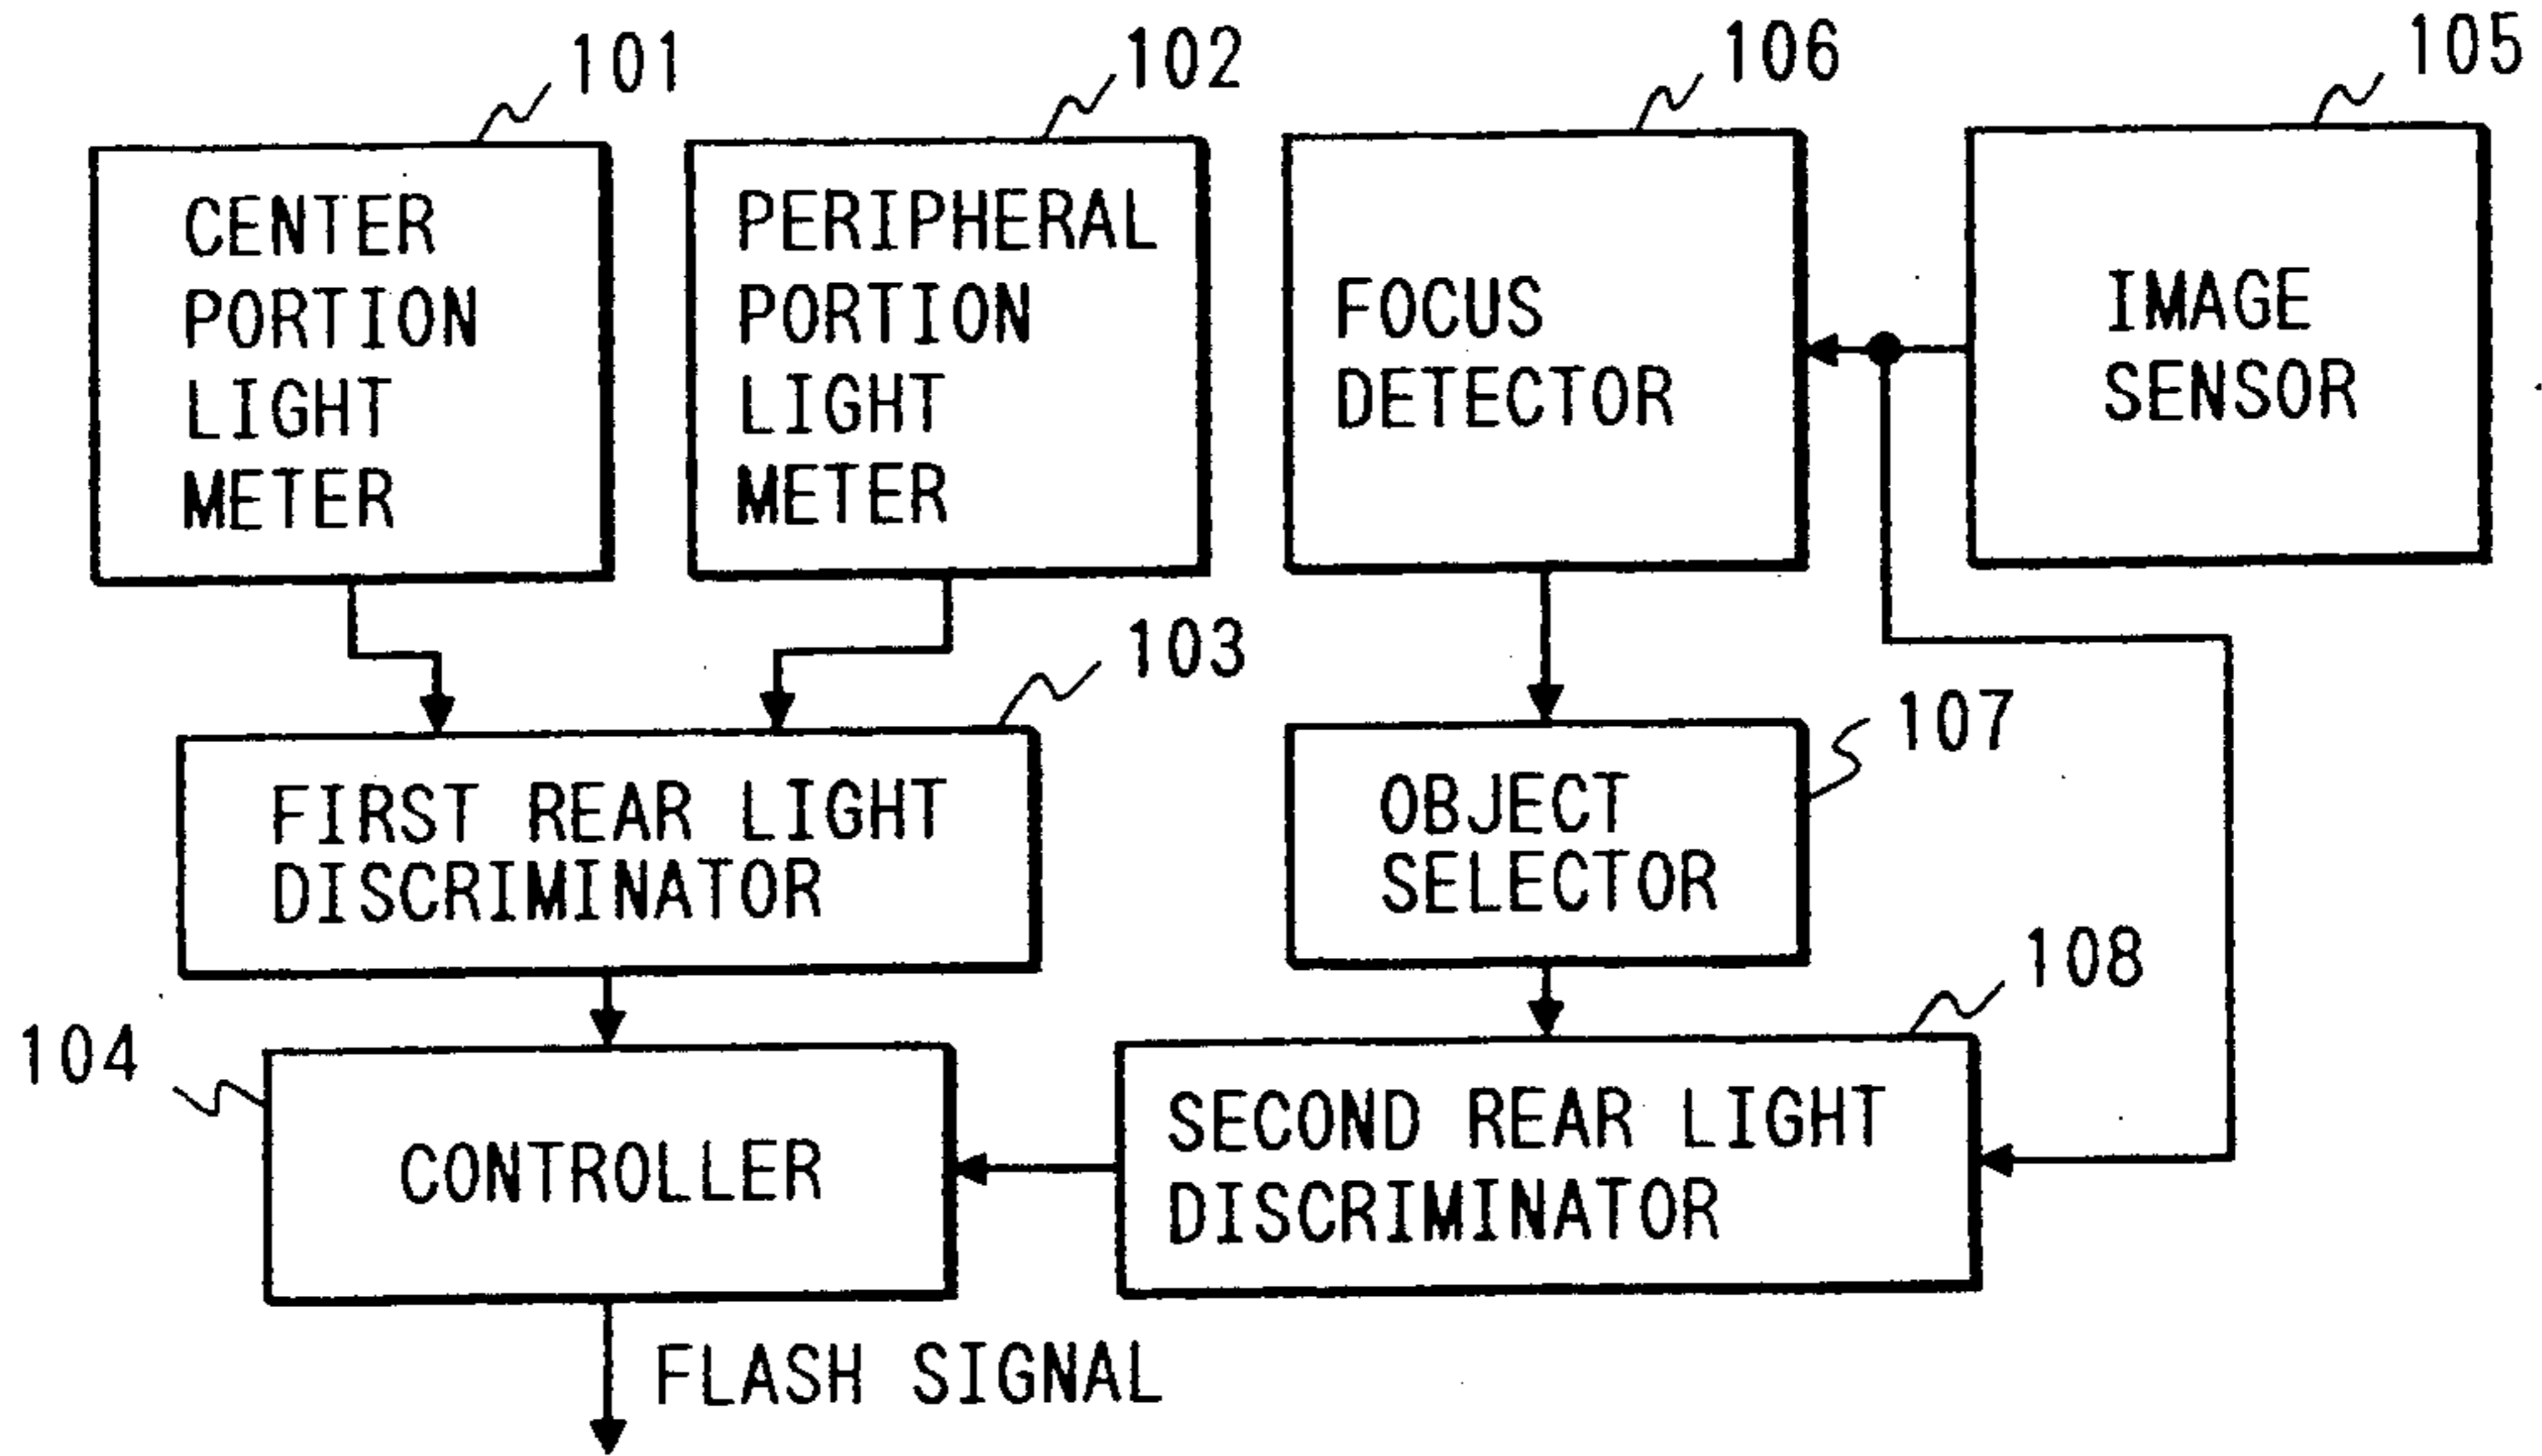 101
102
106
105
CENTER
PORTION
LIGHT
METER
PERIPHERAL
PORTION
LIGHT
METER
FOCUS
DETECTOR
IMAGE
SENSOR
103
107
FIRST REAR LIGHT
DISCRIMINATOR
OBJECT
SELECTOR
108
104
CONTROLLER
SECOND REAR LIGHT
DISCRIMINATOR
FLASH SIGNAL